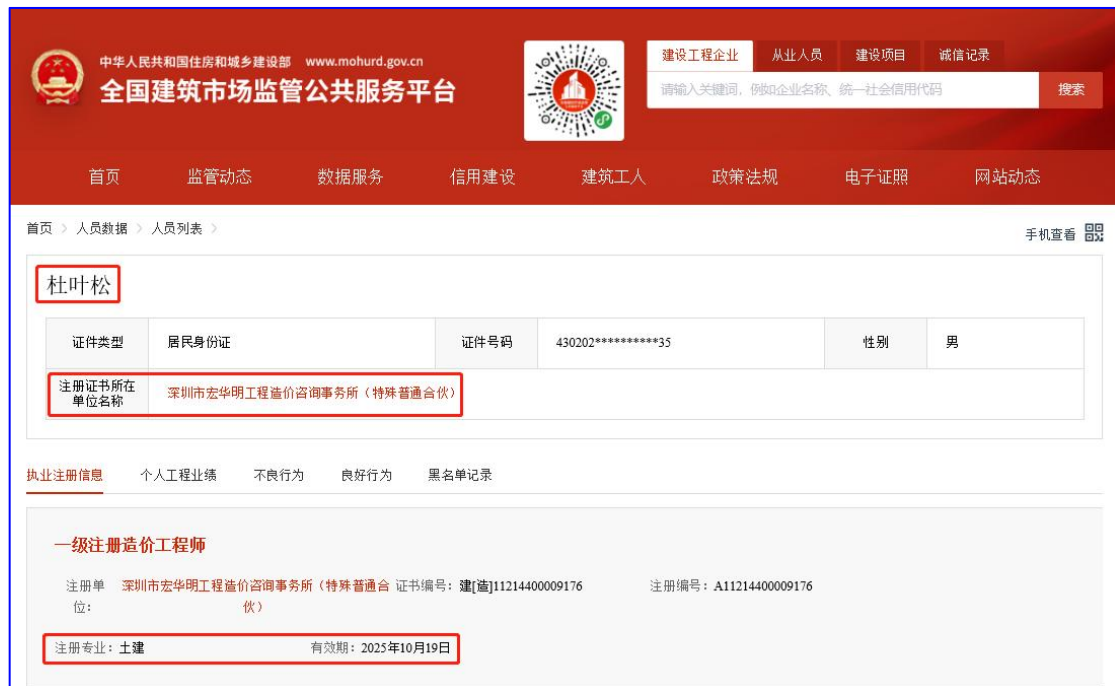 中华人民共和国住房和城乡建设部 www.mohurd.gov.cn
全国建筑市场监管公共服务平台
建设工程企业 从业人员 建设项目 诚信记录
请输入关键词，例如企业名称、统一社会信用代码 搜索
首页 监管动态 数据服务 信用建设 建筑工人 政策法规 电子证照 网站动态
首页 > 人员数据 > 人员列表 >
手机查看
杜叶松
证件类型 居民身份证 证件号码 430202**********35 性别 男
注册证书所在
单位名称
深圳市宏华明工程造价咨询事务所（特殊普通合伙）
执业注册信息 个人工程业绩 不良行为 良好行为 黑名单记录
一级注册造价工程师
注册单 深圳市宏华明工程造价咨询事务所（特殊普通合 证书编号：建[造]11214400009176 注册编号：A11214400009176
位： 伙）
注册专业：土建 有效期：2025年10月19日